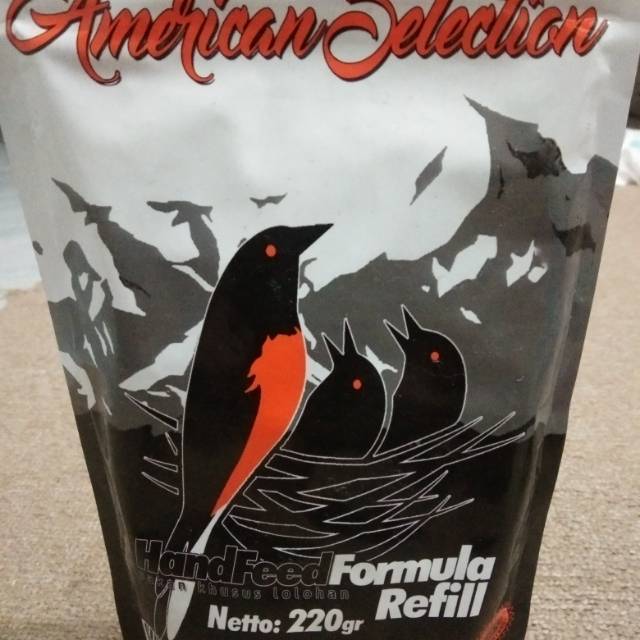 American Selection
HandFeed Formula
khusus lolohan
Refill
Netto: 220gr